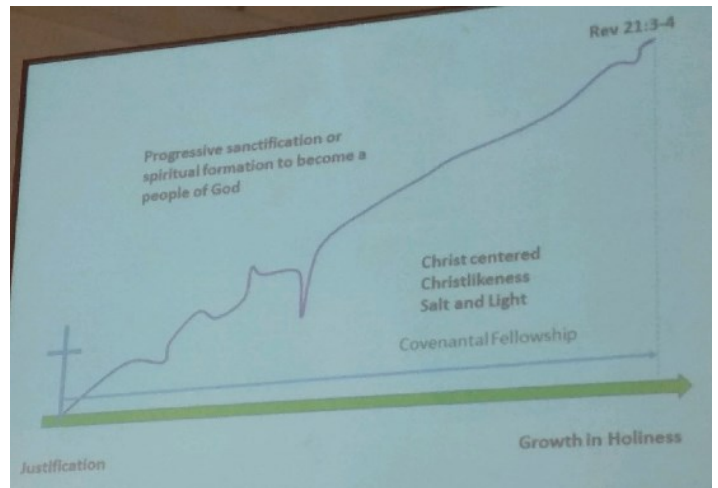 Rev 21:3-4
Progressive sanctification or
spiritual formation to become a
people of God
Christ centered
Christlikeness
Salt and Light
Covenantal Fellowship
Growth in Holiness
Justification